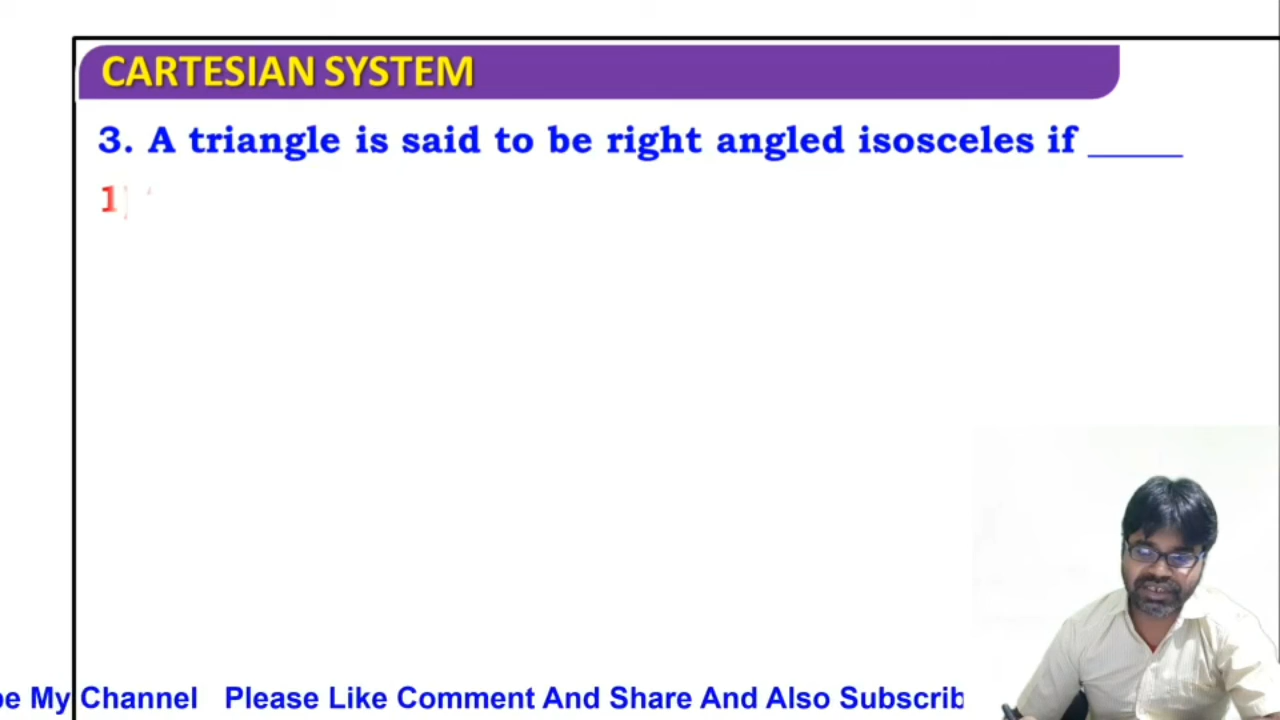 CARTESIAN SYSTEM
3. A triangle is said to be right angled isosceles if _____
1)
My Channel Please Like Comment And Share And Also